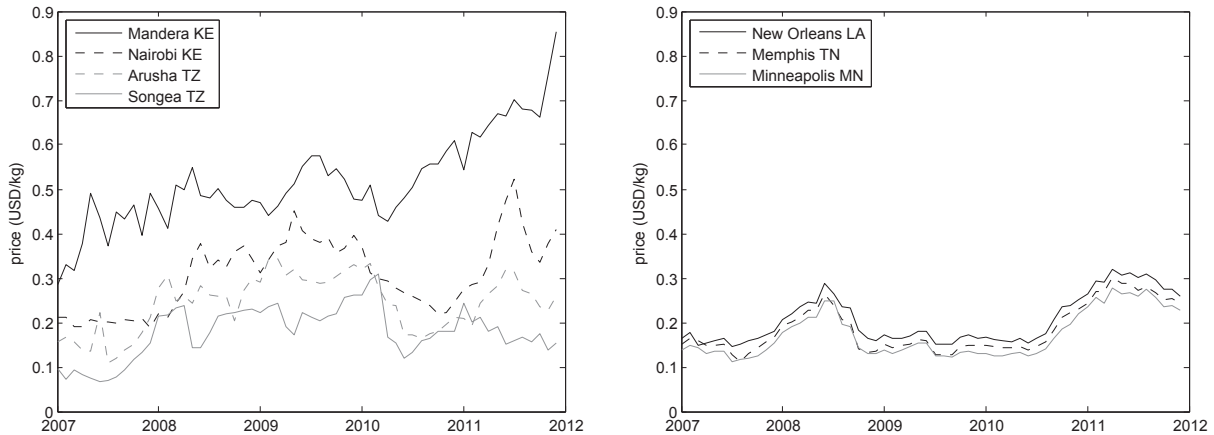 0.9
0.8
0.7
0.6
0.5
0.4
0.3
0.2
0.1
0
price (USD/kg)
Mandera KE
Nairobi KE
Arusha TZ
Songea TZ
2007 2008 2009 2010 2011 2012
0.9
0.8
0.7
0.6
0.5
0.4
0.3
0.2
0.1
0
price (USD/kg)
New Orleans LA
Memphis TN
Minneapolis MN
2007 2008 2009 2010 2011 2012